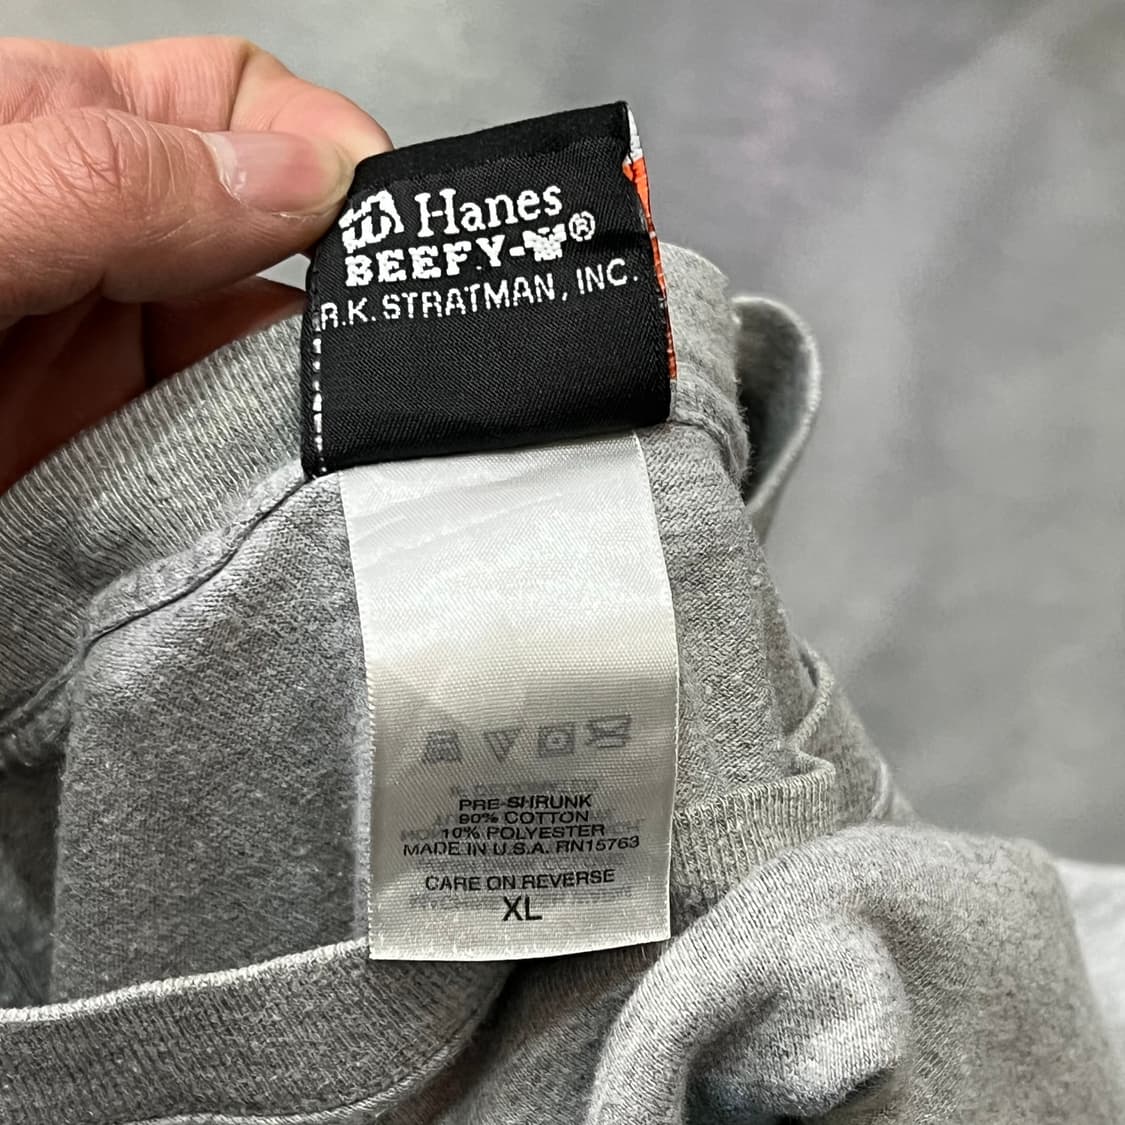 Hanes
BEEFY-T®
R.K. STRATMAN, INC.
PRE-SHRUNK
90% COTTON
10% POLYESTER
MADE IN U.S.A. RN15763
CARE ON REVERSE
XL